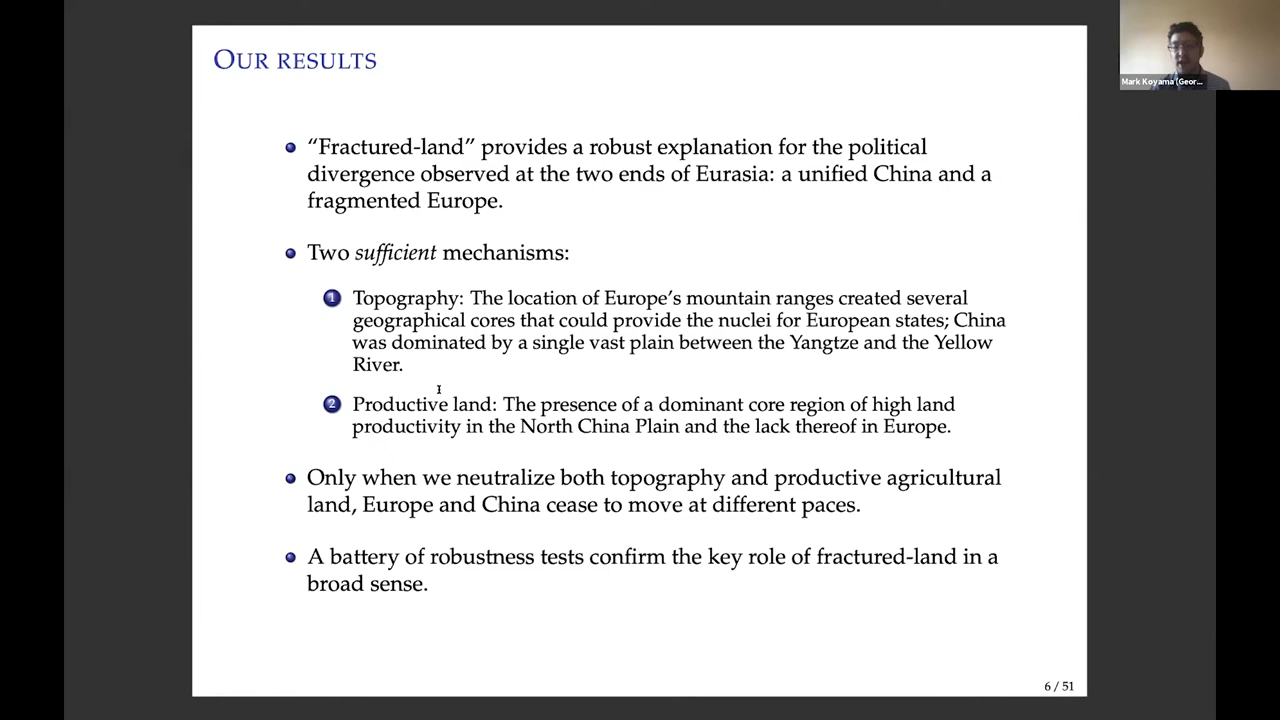 OUR RESULTS
Mark Koyama (Geor...
“Fractured-land” provides a robust explanation for the political
divergence observed at the two ends of Eurasia: a unified China and a
fragmented Europe.
Two sufficient mechanisms:
1 Topography: The location of Europe’s mountain ranges created several
geographical cores that could provide the nuclei for European states; China
was dominated by a single vast plain between the Yangtze and the Yellow
River.
2 Productive land: The presence of a dominant core region of high land
productivity in the North China Plain and the lack thereof in Europe.
Only when we neutralize both topography and productive agricultural
land, Europe and China cease to move at different paces.
A battery of robustness tests confirm the key role of fractured-land in a
broad sense.
6 / 51